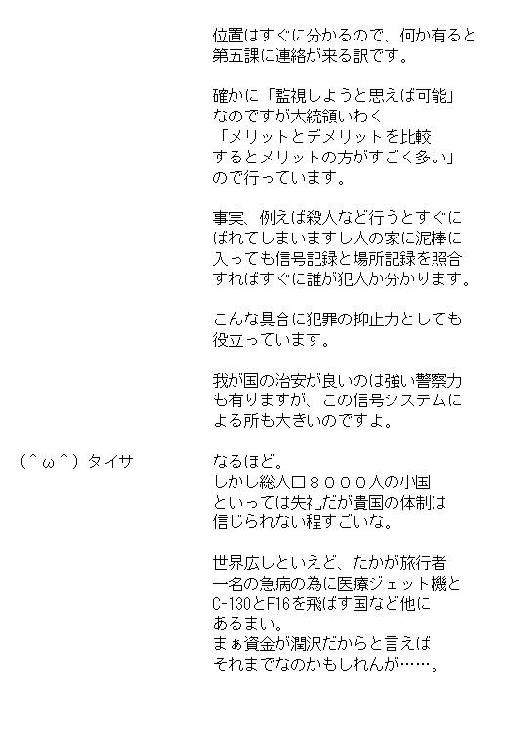 位置はすぐに分かるので、何か有ると
第五課に連絡が来る訳です。
確かに「監視しようと思えば可能」
なのですが大統領いわく
「メリットとデメリットを比較
するとメリットの方がすごく多い」
ので行っています。
事実、例えば殺人など行うとすぐに
ばれてしまいますし人の家に泥棒に
入っても信号記録と場所記録を照合
すればすぐに誰が犯人か分かります。
こんな具合に犯罪の抑止力としても
役立っています。
我が国の治安が良いのは強い警察力
も有りますが、この信号システムに
よる所も大きいのですよ。
(＾ω＾) タイサ なるほど。
しかし総人口８０００人の小国
といっては失礼だが貴国の体制は
信じられない程すごいな。
世界広しといえど、たかが旅行者
一名の急病の為に医療ジェット機と
C-130とF16を飛ばす国など他に
あるまい。
まぁ資金が潤沢だからと言えば
それまでなのかもしれんが……。